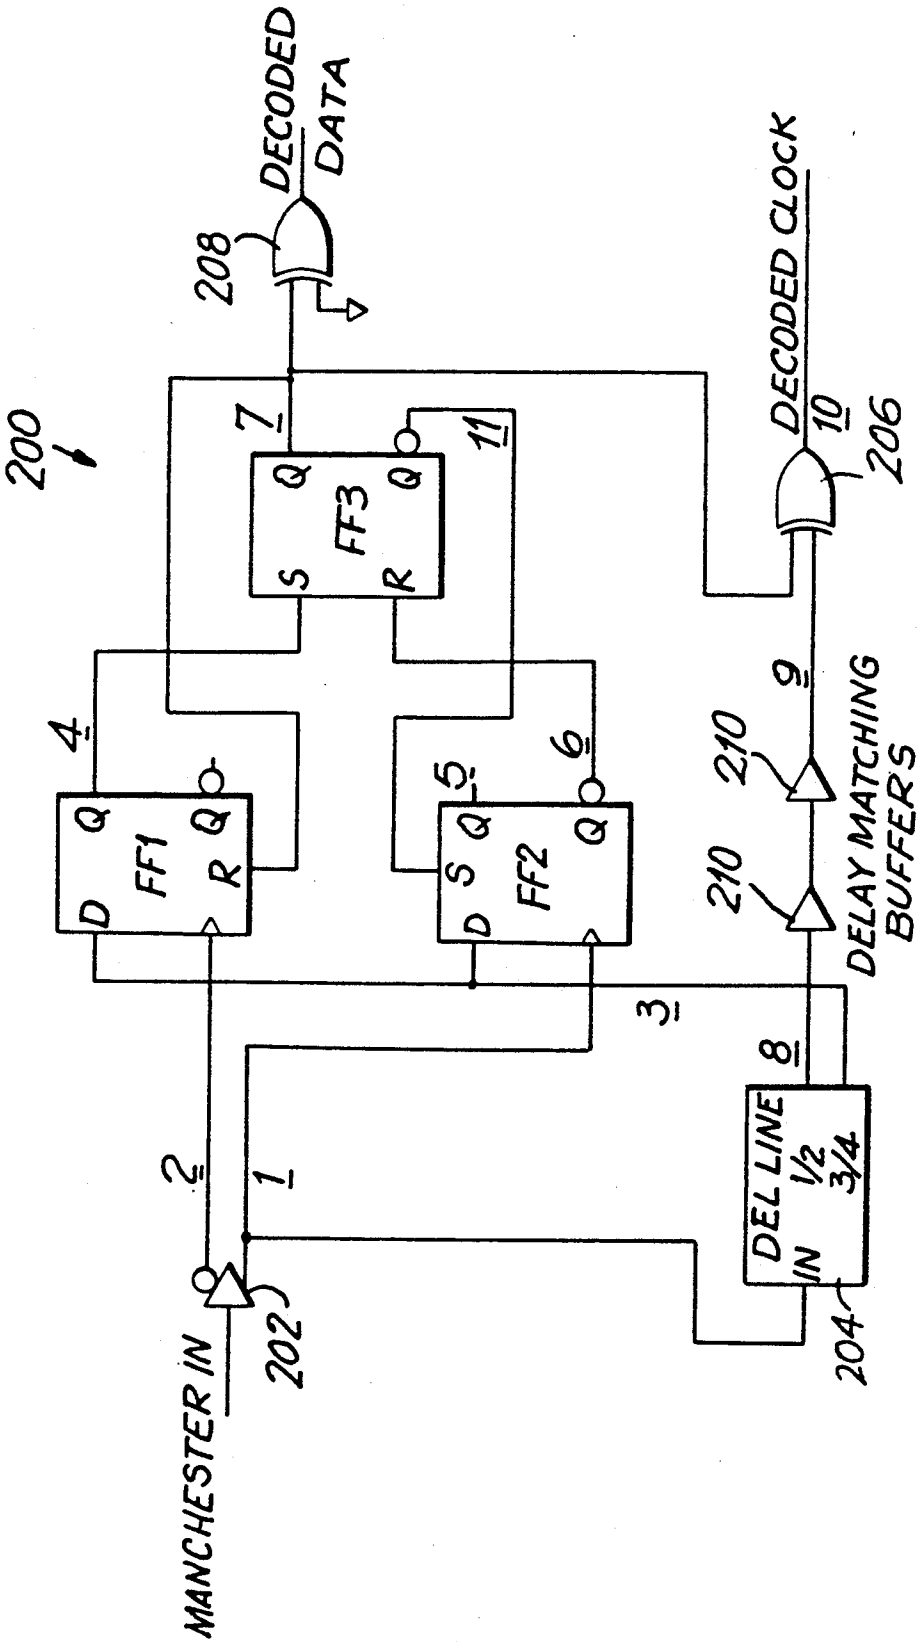 200
MANCHESTER IN
202
2
1
D
Q
FF1
R
Q
4
D
S
Q
FF2
Q
5
6
3
S
Q
FF3
R
Q
7
11
208
DECODED
DATA
DEL LINE
IN
1/2
3/4
204
8
210
210
DELAY MATCHING
BUFFERS
9
206
10
DECODED CLOCK